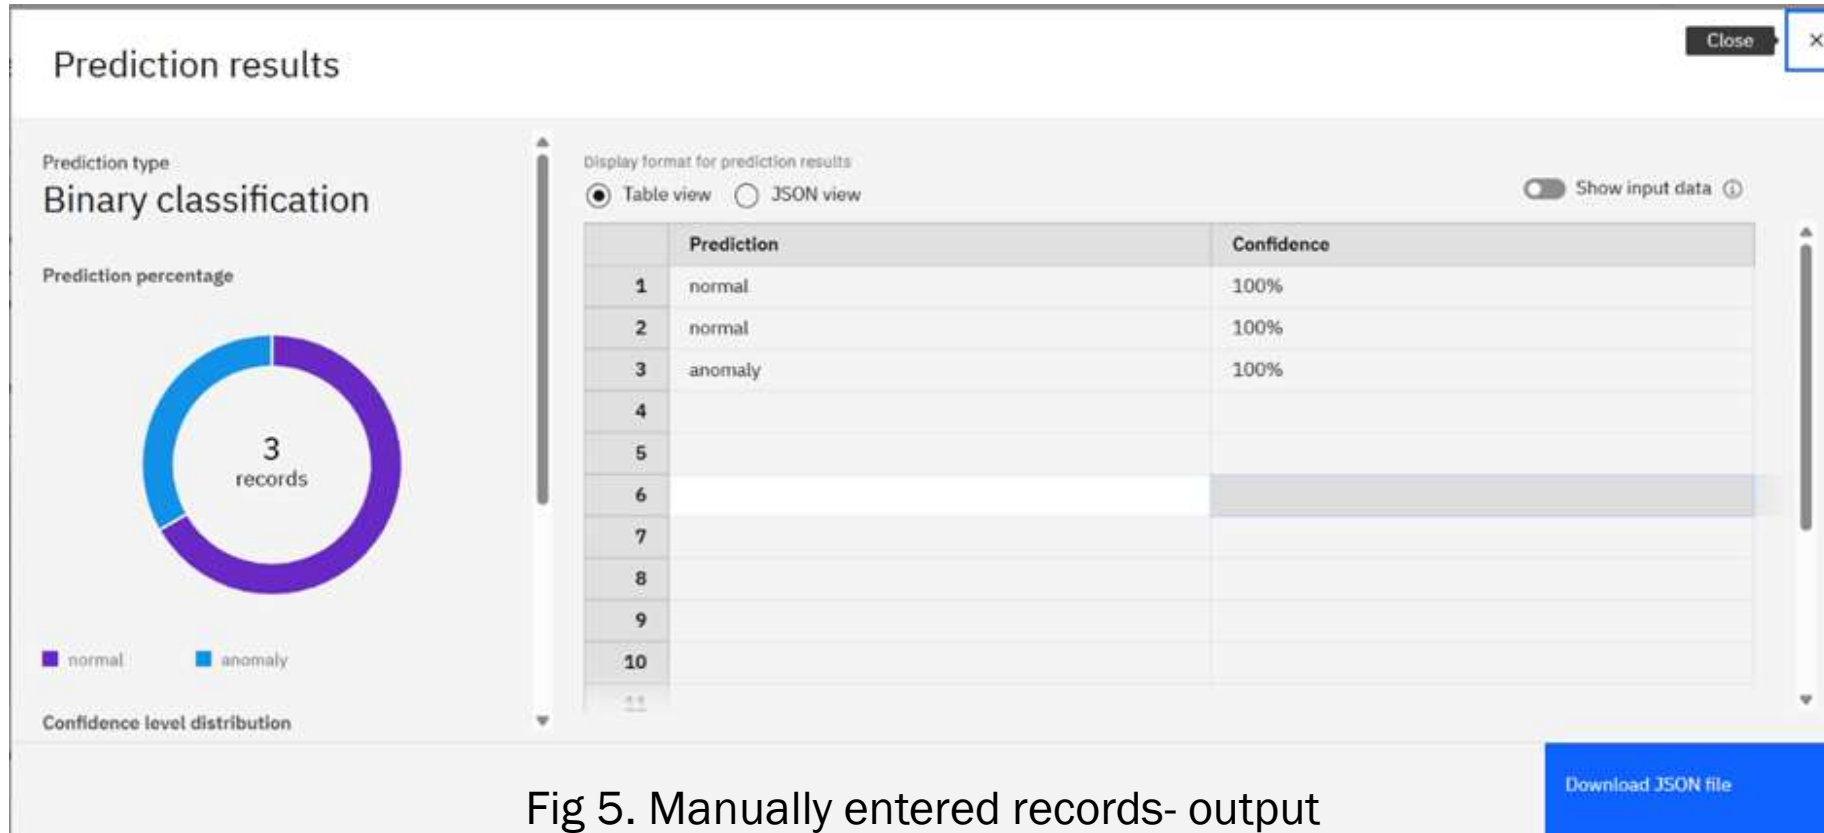 Close
Prediction results
Prediction type
Binary classification
Prediction percentage
3
records
normal anomaly
Confidence level distribution
Display format for prediction results
Table view JSON view
Show input data
Prediction Confidence
1 normal 100%
2 normal 100%
3 anomaly 100%
4
5
6
7
8
9
10
11
Download JSON file
Fig 5. Manually entered records- output